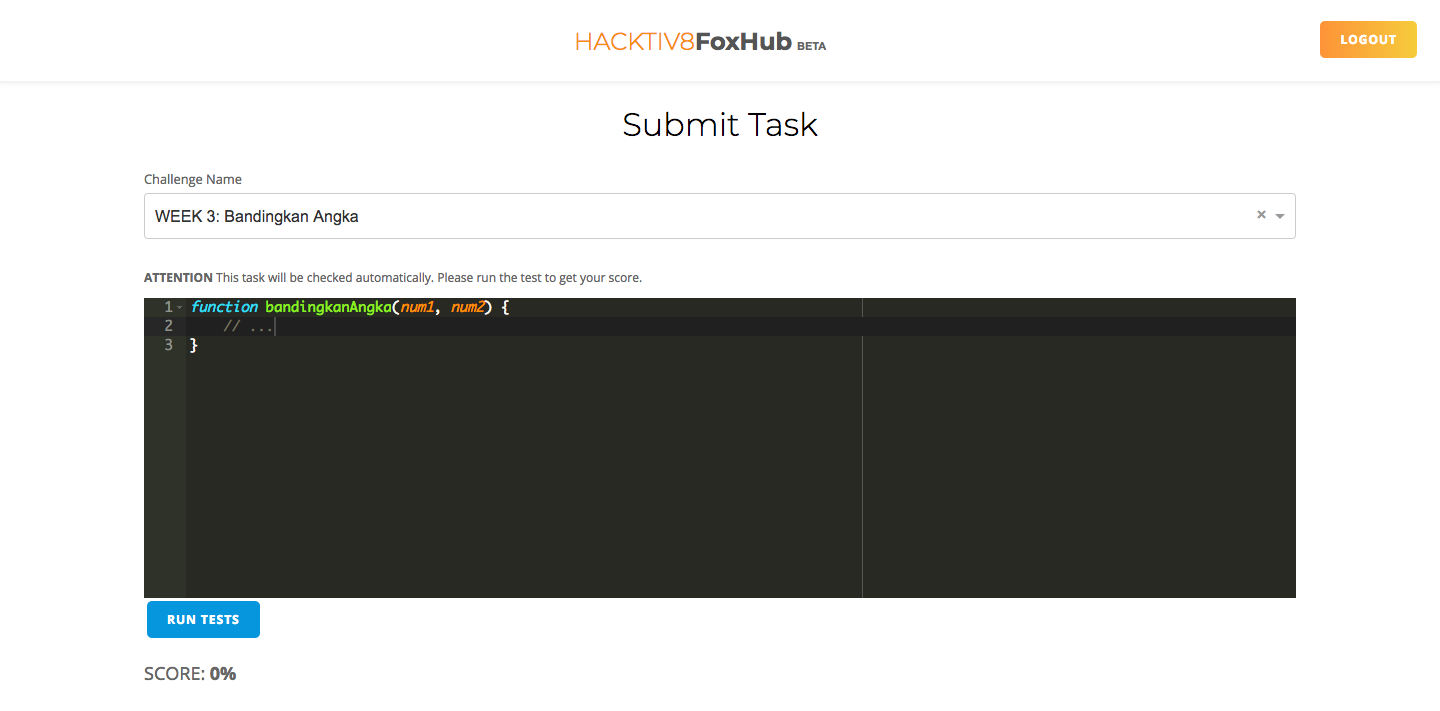 HACKTIV8FoxHub BETA
LOGOUT
Submit Task
Challenge Name
WEEK 3: Bandingkan Angka
×
ATTENTION This task will be checked automatically. Please run the test to get your score.
1 function bandingkanAngka(num1, num2) {
2     // ...
3 }
RUN TESTS
SCORE: 0%